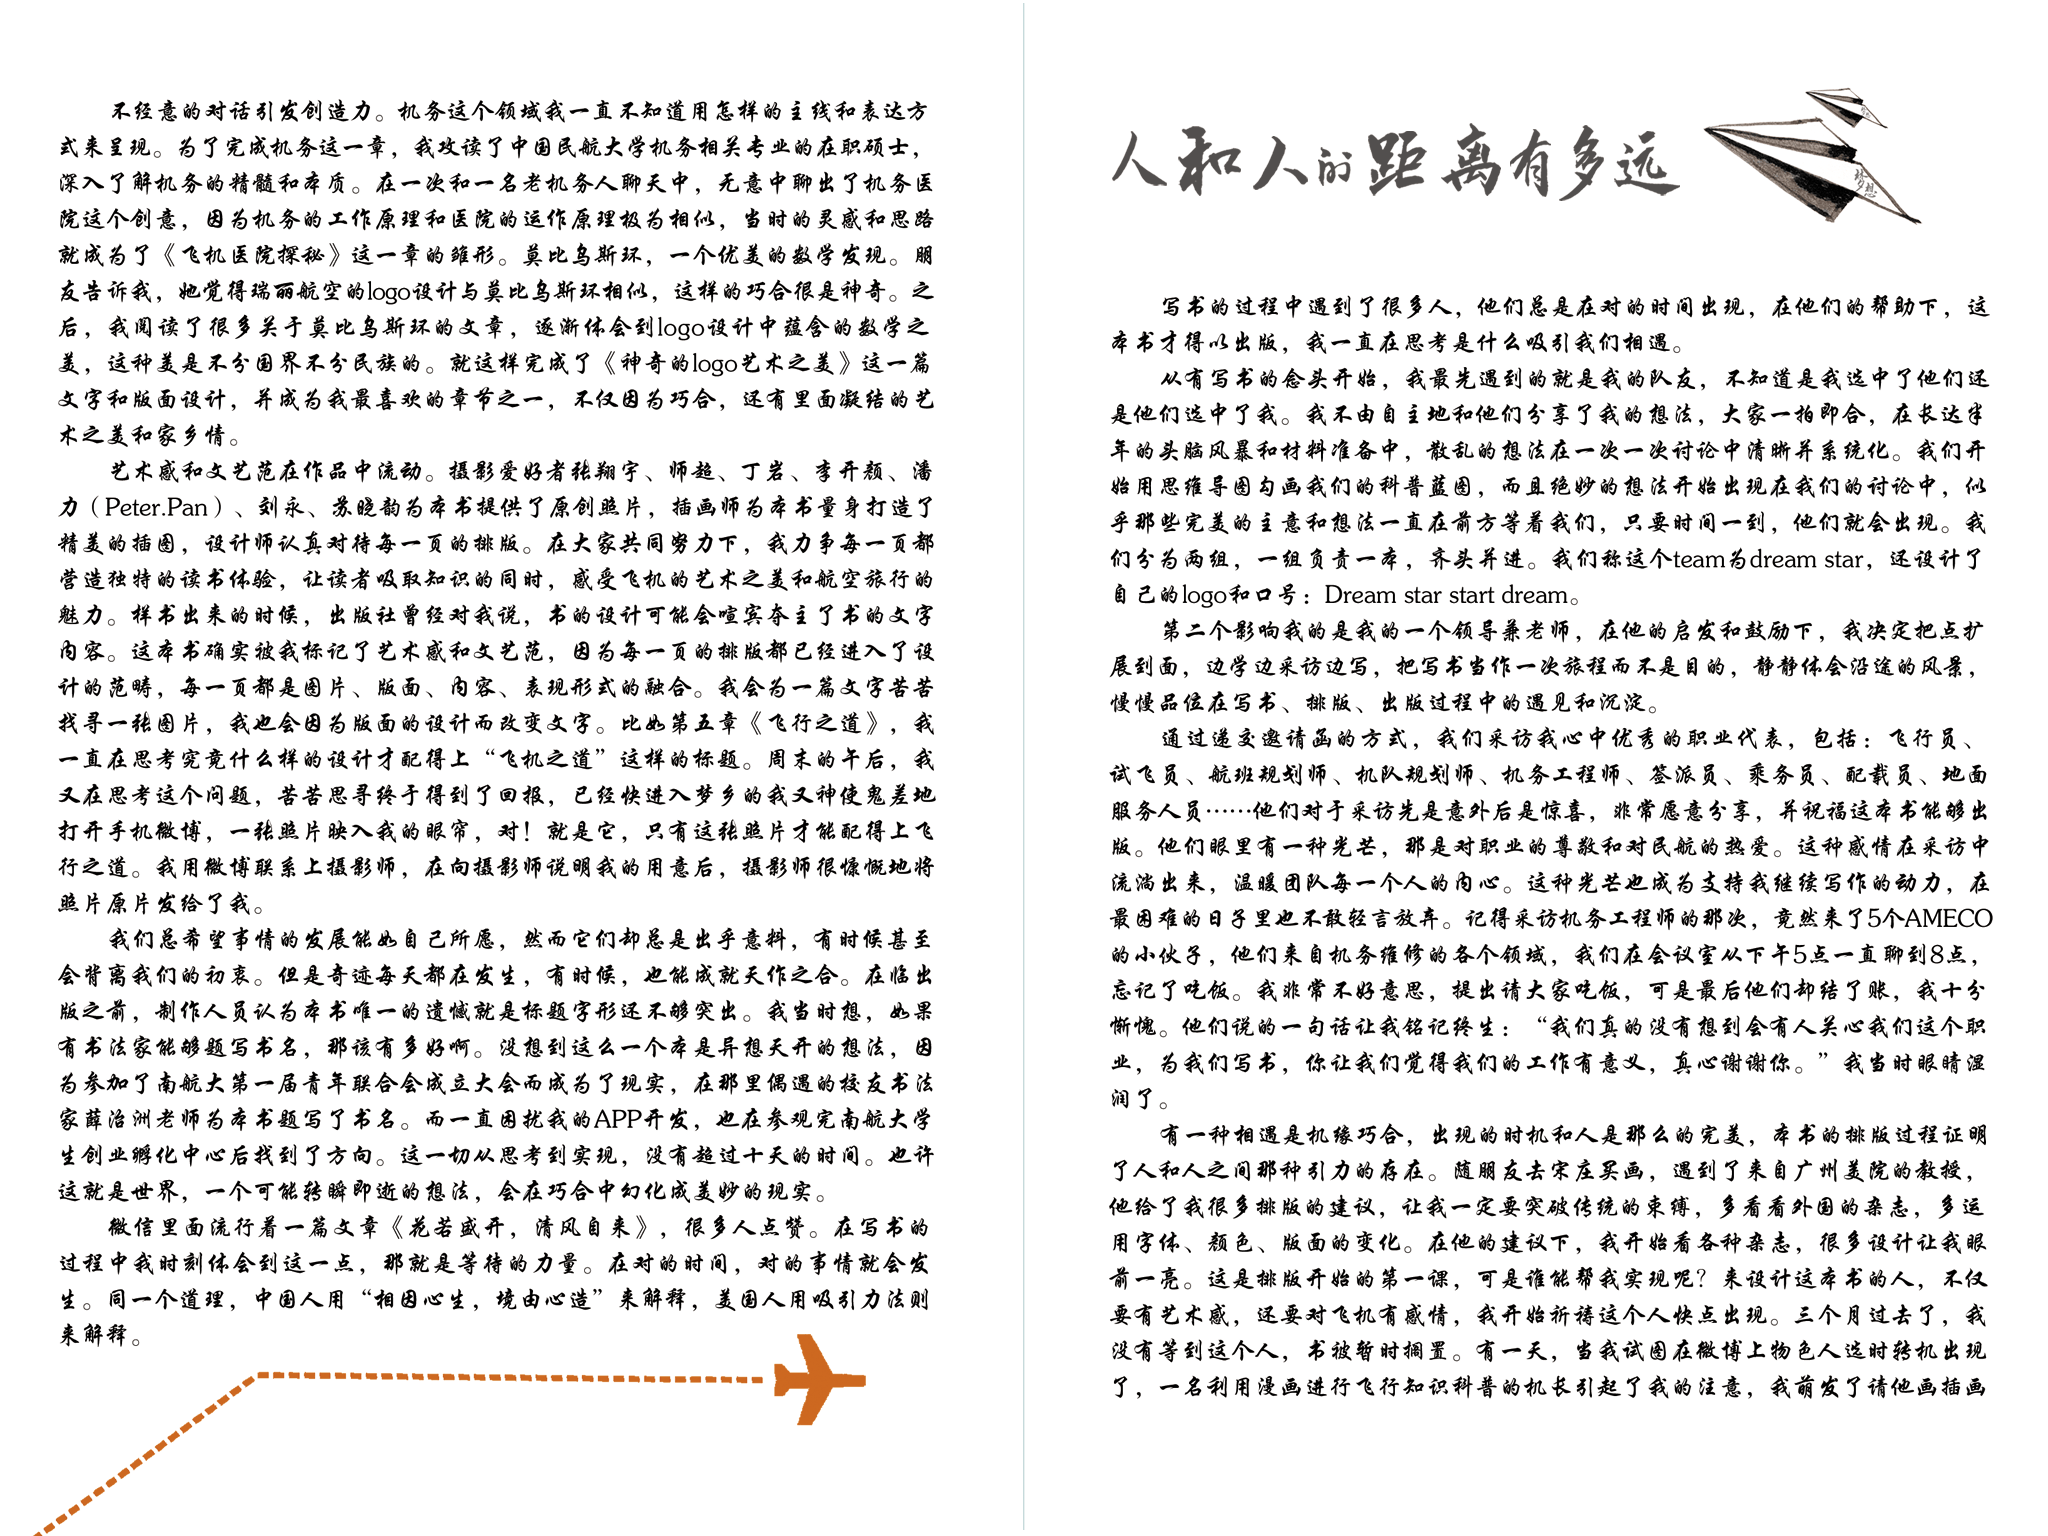 不经意的对话引发创造力。机务这个领域我一直不知道用怎样的主线和表达方
式来呈现。为了完成机务这一章，我攻读了中国民航大学机务相关专业的在职硕士，
深入了解机务的精髓和本质。在一次和一名老机务人聊天中，无意中聊出了机务医
院这个创意，因为机务的工作原理和医院的运作原理极为相似，当时的灵感和思路
就成为了《飞机医院探秘》这一章的雏形。莫比乌斯环，一个优美的数学发现。朋
友告诉我，她觉得瑞丽航空的logo设计与莫比乌斯环相似，这样的巧合很是神奇。之
后，我阅读了很多关于莫比乌斯环的文章，逐渐体会到logo设计中蕴含的数学之
美，这种美是不分国界不分民族的。就这样完成了《神奇的logo艺术之美》这一篇
文字和版面设计，并成为我最喜欢的章节之一，不仅因为巧合，还有里面凝结的艺
术之美和家乡情。
艺术感和文艺范在作品中流动。摄影爱好者张翔宇、师超、丁岩、李开颜、潘
力（Peter.Pan）、刘永、苏晓韵为本书提供了原创照片，插画师为本书量身打造了
精美的插图，设计师认真对待每一页的排版。在大家共同努力下，我力争每一页都
营造独特的读书体验，让读者吸取知识的同时，感受飞机的艺术之美和航空旅行的
魅力。样书出来的时候，出版社曾经对我说，书的设计可能会喧宾夺主了书的文字
内容。这本书确实被我标记了艺术感和文艺范，因为每一页的排版都已经进入了设
计的范畴，每一页都是图片、版面、内容、表现形式的融合。我会为一篇文字苦苦
找寻一张图片，我也会因为版面的设计而改变文字。比如第五章《飞行之道》，我
一直在思考究竟什么样的设计才配得上“飞机之道”这样的标题。周末的午后，我
又在思考这个问题，苦苦思寻终于得到了回报，已经快进入梦乡的我又神使鬼差地
打开手机微博，一张照片映入我的眼帘，对！就是它，只有这张照片才能配得上飞
行之道。我用微博联系上摄影师，在向摄影师说明我的用意后，摄影师很慷慨地将
照片原片发给了我。
我们总希望事情的发展能如自己所愿，然而它们却总是出乎意料，有时候甚至
会背离我们的初衷。但是奇迹每天都在发生，有时候，也能成就天作之合。在临出
版之前，制作人员认为本书唯一的遗憾就是标题字形还不够突出。我当时想，如果
有书法家能够题写书名，那该有多好啊。没想到这么一个本是异想天开的想法，因
为参加了南航大第一届青年联合会成立大会而成为了现实，在那里偶遇的校友书法
家薛治洲老师为本书题写了书名。而一直困扰我的APP开发，也在参观完南航大学
生创业孵化中心后找到了方向。这一切从思考到实现，没有超过十天的时间。也许
这就是世界，一个可能转瞬即逝的想法，会在巧合中幻化成美妙的现实。
微信里面流行着一篇文章《花若盛开，清风自来》，很多人点赞。在写书的
过程中我时刻体会到这一点，那就是等待的力量。在对的时间，对的事情就会发
生。同一个道理，中国人用“相因心生，境由心造”来解释，美国人用吸引力法则
来解释。
人和人的距离有多远
梦想
写书的过程中遇到了很多人，他们总是在对的时间出现，在他们的帮助下，这
本书才得以出版，我一直在思考是什么吸引我们相遇。
从有写书的念头开始，我最先遇到的就是我的队友，不知道是我选中了他们还
是他们选中了我。我不由自主地和他们分享了我的想法，大家一拍即合，在长达半
年的头脑风暴和材料准备中，散乱的想法在一次一次讨论中清晰并系统化。我们开
始用思维导图勾画我们的科普蓝图，而且绝妙的想法开始出现在我们的讨论中，似
乎那些完美的主意和想法一直在前方等着我们，只要时间一到，他们就会出现。我
们分为两组，一组负责一本，齐头并进。我们称这个team为dream star，还设计了
自己的logo和口号：Dream star start dream。
第二个影响我的是我的一个领导兼老师，在他的启发和鼓励下，我决定把点扩
展到面，边学边采访边写，把写书当作一次旅程而不是目的，静静体会沿途的风景，
慢慢品位在写书、排版、出版过程中的遇见和沉淀。
通过递交邀请函的方式，我们采访我心中优秀的职业代表，包括：飞行员、
试飞员、航班规划师、机队规划师、机务工程师、签派员、乘务员、配载员、地面
服务人员……他们对于采访先是意外后是惊喜，非常愿意分享，并祝福这本书能够出
版。他们眼里有一种光芒，那是对职业的尊敬和对民航的热爱。这种感情在采访中
流淌出来，温暖团队每一个人的内心。这种光芒也成为支持我继续写作的动力，在
最困难的日子里也不敢轻言放弃。记得采访机务工程师的那次，竟然来了5个AMECO
的小伙子，他们来自机务维修的各个领域，我们在会议室从下午5点一直聊到8点，
忘记了吃饭。我非常不好意思，提出请大家吃饭，可是最后他们却结了账，我十分
惭愧。他们说的一句话让我铭记终生：“我们真的没有想到会有人关心我们这个职
业，为我们写书，你让我们觉得我们的工作有意义，真心谢谢你。”我当时眼睛湿
润了。
有一种相遇是机缘巧合，出现的时机和人是那么的完美，本书的排版过程证明
了人和人之间那种引力的存在。随朋友去宋庄买画，遇到了来自广州美院的教授，
他给了我很多排版的建议，让我一定要突破传统的束缚，多看看外国的杂志，多运
用字体、颜色、版面的变化。在他的建议下，我开始看各种杂志，很多设计让我眼
前一亮。这是排版开始的第一课，可是谁能帮我实现呢？来设计这本书的人，不仅
要有艺术感，还要对飞机有感情，我开始祈祷这个人快点出现。三个月过去了，我
没有等到这个人，书被暂时搁置。有一天，当我试图在微博上物色人选时转机出现
了，一名利用漫画进行飞行知识科普的机长引起了我的注意，我萌发了请他画插画